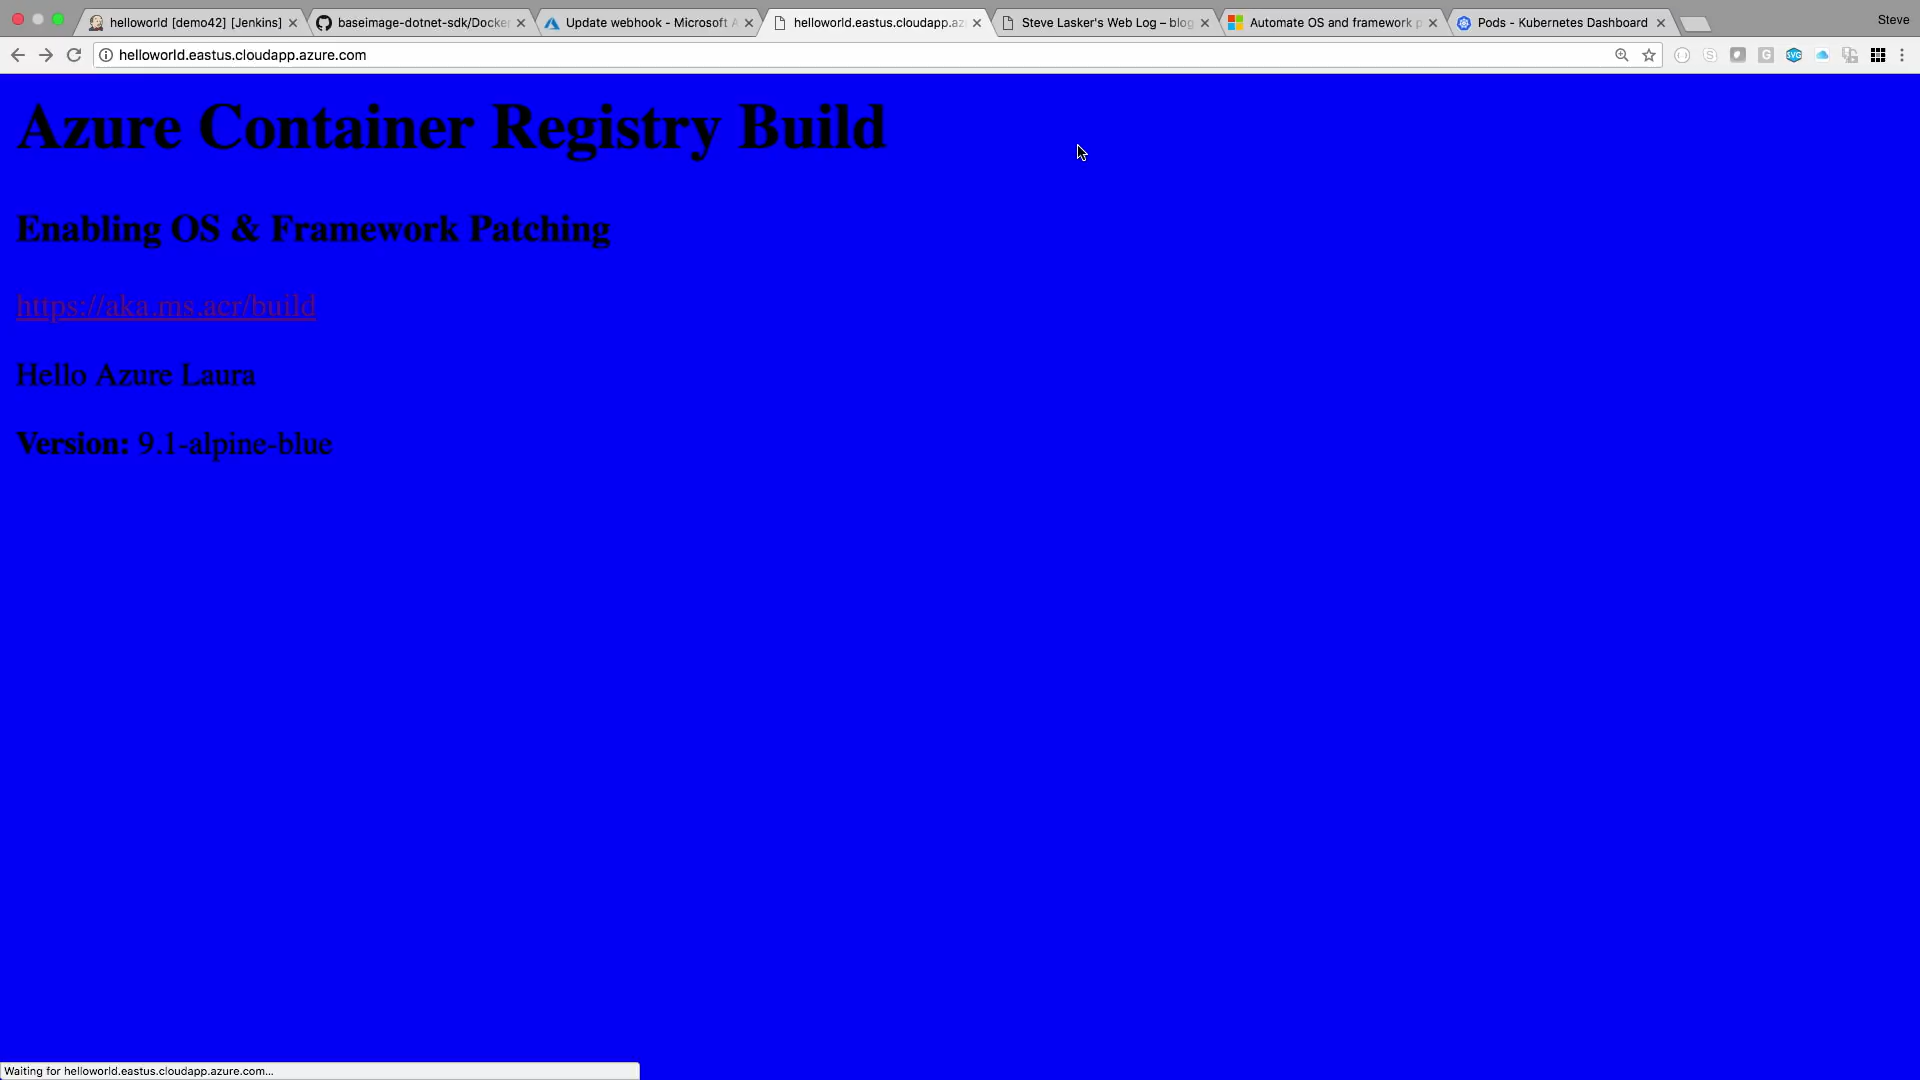 helloworld [demo42] [Jenkins]
baseimage-dotnet-sdk/Docker
Update webhook - Microsoft A
helloworld.eastus.cloudapp.az
Steve Lasker's Web Log – blog
Automate OS and framework p
Pods - Kubernetes Dashboard
Steve
helloworld.eastus.cloudapp.azure.com
SVG
Azure Container Registry Build
Enabling OS & Framework Patching
https://aka.ms.acr/build
Hello Azure Laura
Version: 9.1-alpine-blue
Waiting for helloworld.eastus.cloudapp.azure.com...